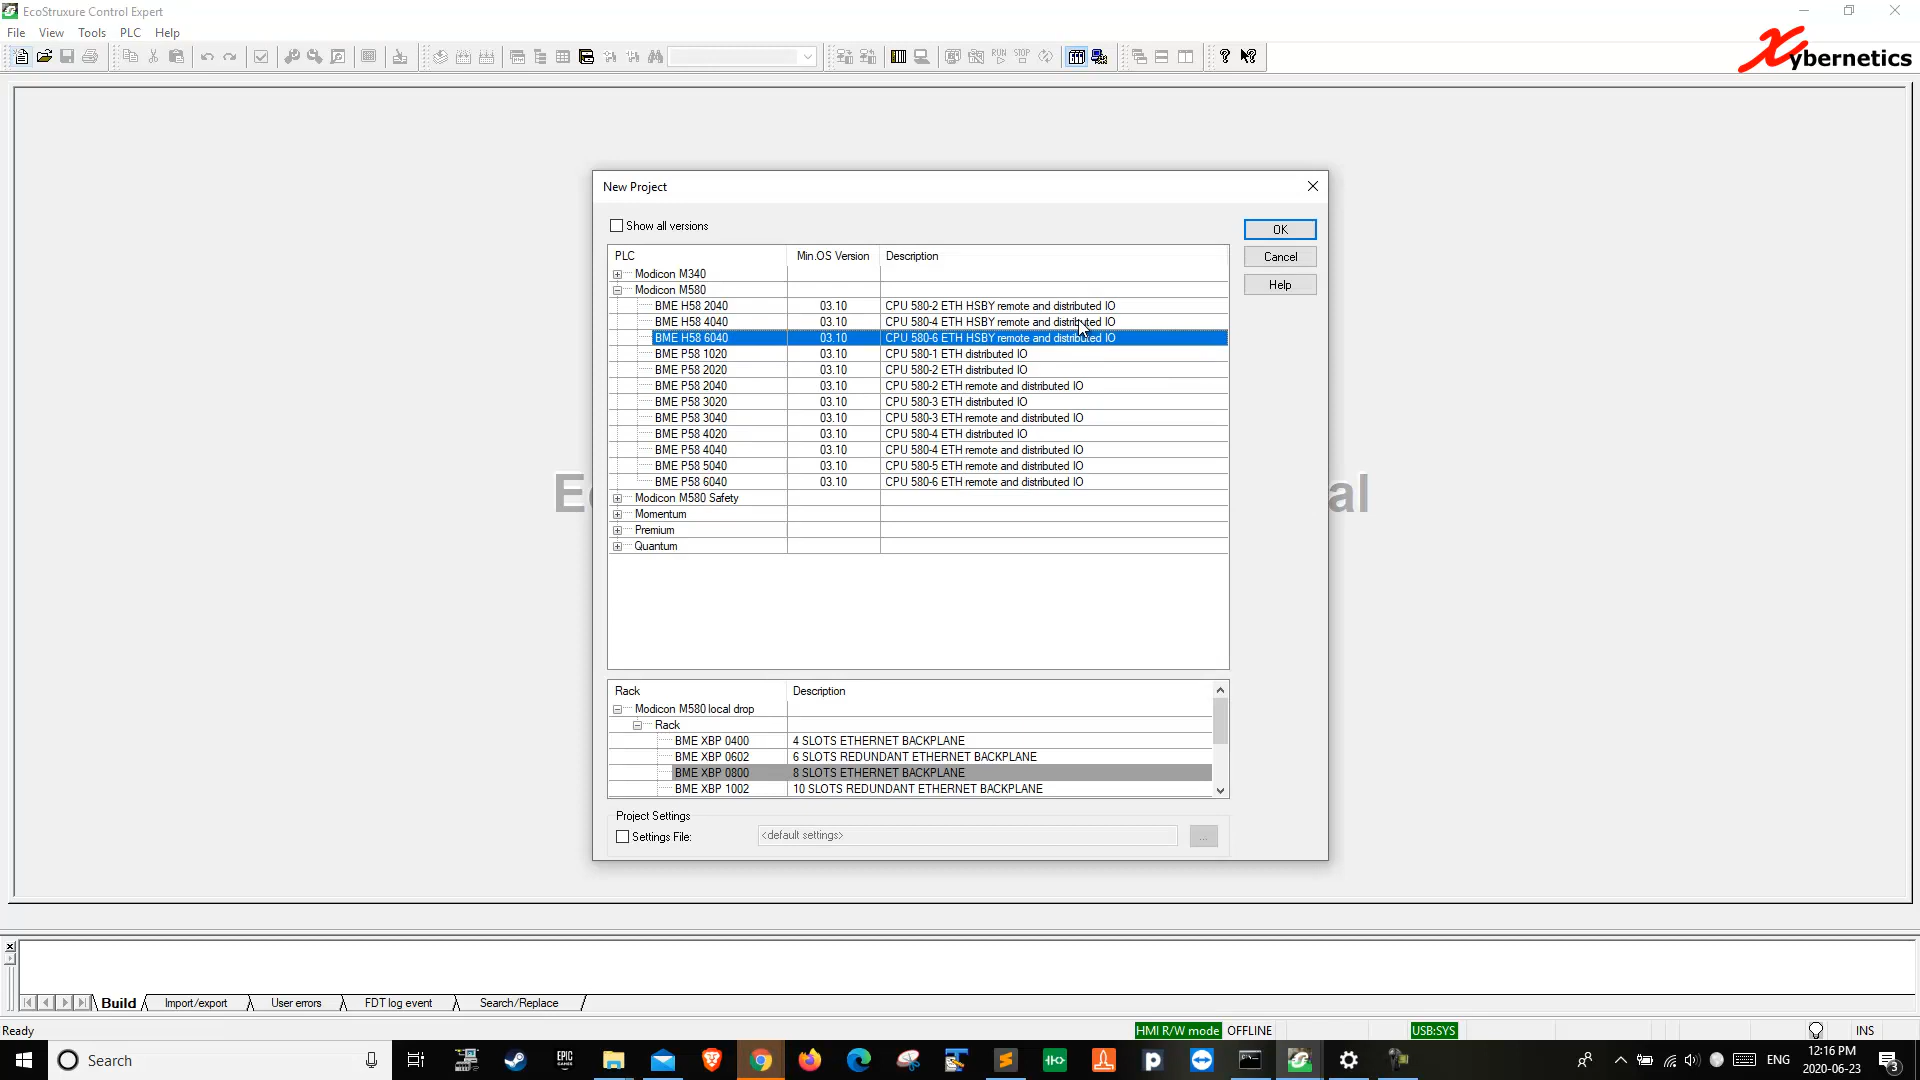 EcoStruxure Control Expert
File View Tools PLC Help
Xybernetics
New Project
Show all versions
OK
Cancel
Help
PLC Min.OS Version Description
Modicon M340
Modicon M580
BME H58 2040 03.10 CPU 580-2 ETH HSBY remote and distributed IO
BME H58 4040 03.10 CPU 580-4 ETH HSBY remote and distributed IO
BME H58 6040 03.10 CPU 580-6 ETH HSBY remote and distributed IO
BME P58 1020 03.10 CPU 580-1 ETH distributed IO
BME P58 2020 03.10 CPU 580-2 ETH distributed IO
BME P58 2040 03.10 CPU 580-2 ETH remote and distributed IO
BME P58 3020 03.10 CPU 580-3 ETH distributed IO
BME P58 3040 03.10 CPU 580-3 ETH remote and distributed IO
BME P58 4020 03.10 CPU 580-4 ETH distributed IO
BME P58 4040 03.10 CPU 580-4 ETH remote and distributed IO
BME P58 5040 03.10 CPU 580-5 ETH remote and distributed IO
BME P58 6040 03.10 CPU 580-6 ETH remote and distributed IO
Modicon M580 Safety
Momentum
Premium
Quantum
Rack Description
Modicon M580 local drop
Rack
BME XBP 0400 4 SLOTS ETHERNET BACKPLANE
BME XBP 0602 6 SLOTS REDUNDANT ETHERNET BACKPLANE
BME XBP 0800 8 SLOTS ETHERNET BACKPLANE
BME XBP 1002 10 SLOTS REDUNDANT ETHERNET BACKPLANE
Project Settings
Settings File: <default settings> ...
Build Import/export User errors FDT log event Search/Replace
Ready HMI R/W mode OFFLINE USB:SYS INS
Search ENG 12:16 PM
2020-06-23 3